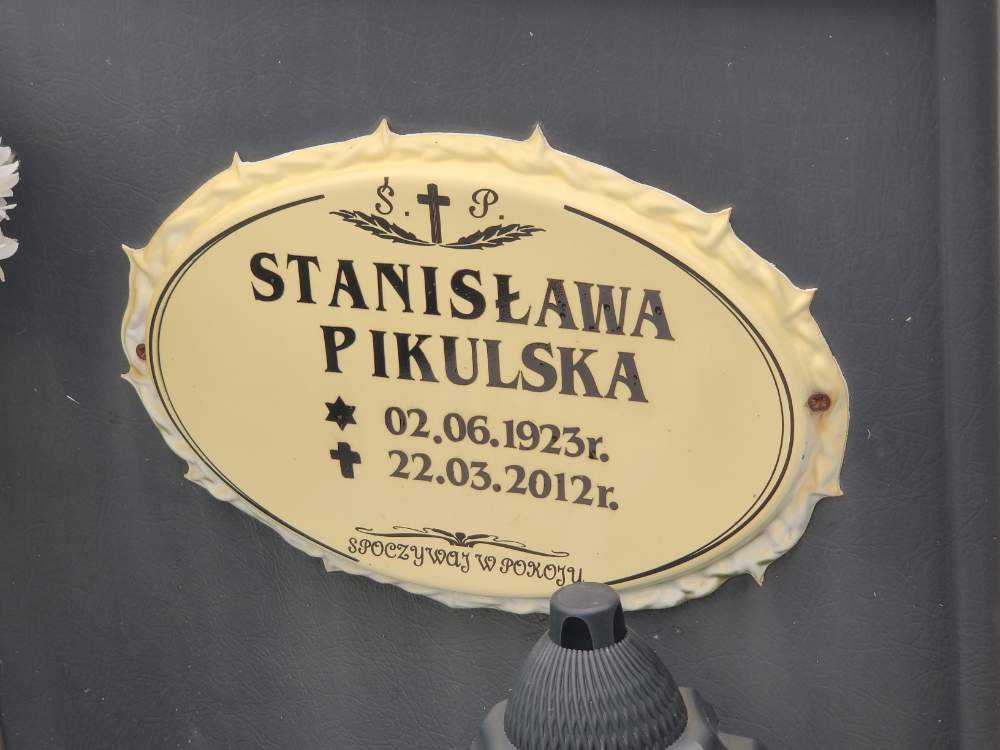 Ś. P.
STANISŁAWA
PIKULSKA
02.06.1923r.
22.03.2012r.
SPOCZYWAJ W POKOJU